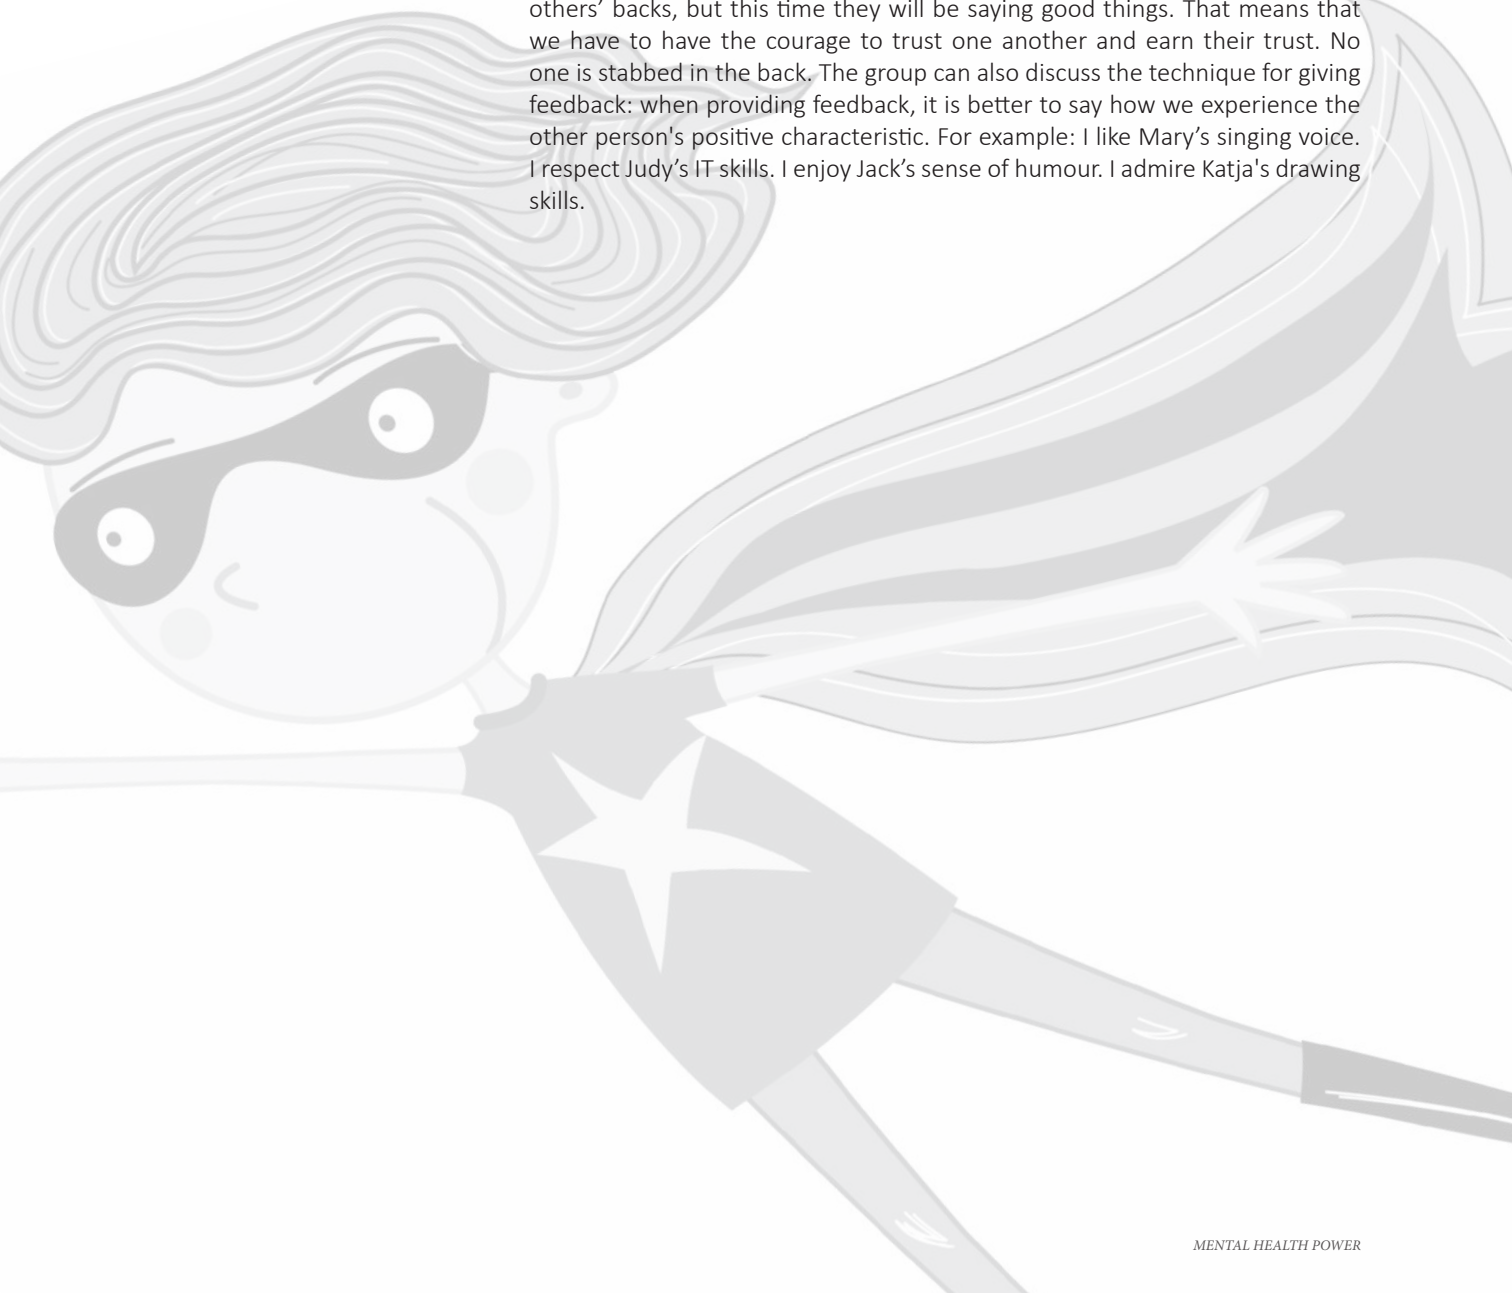 others’ backs, but this time they will be saying good things. That means that
we have to have the courage to trust one another and earn their trust. No
one is stabbed in the back. The group can also discuss the technique for giving
feedback: when providing feedback, it is better to say how we experience the
other person's positive characteristic. For example: I like Mary’s singing voice.
I respect Judy’s IT skills. I enjoy Jack’s sense of humour. I admire Katja's drawing
skills.
MENTAL HEALTH POWER